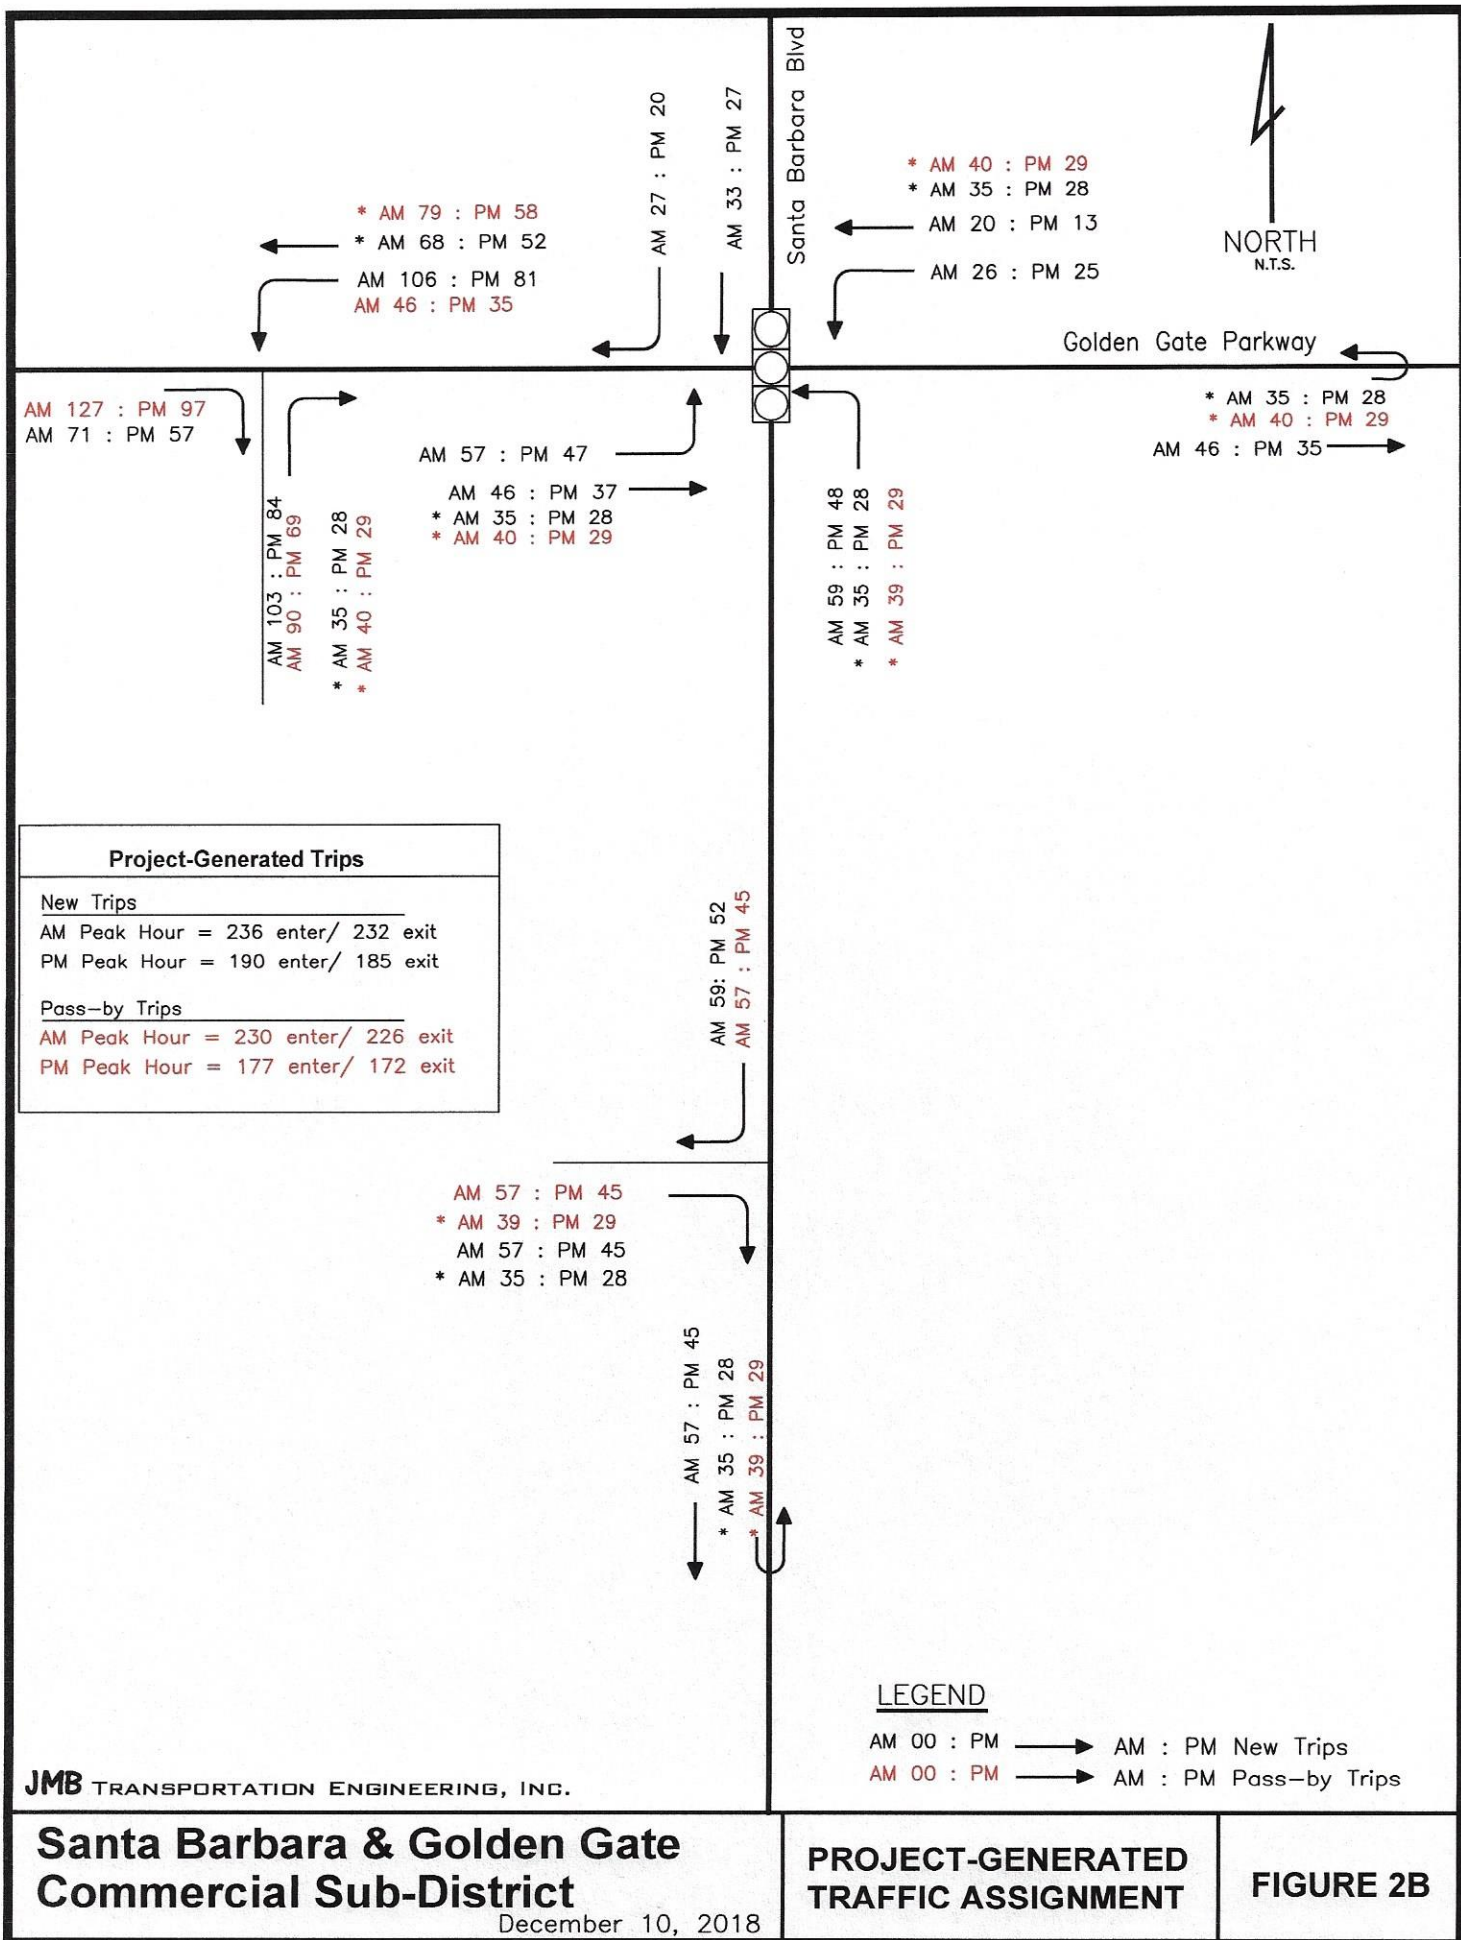 Santa Barbara Blvd
AM 27 : PM 20
AM 33 : PM 27
* AM 40 : PM 29
* AM 35 : PM 28
AM 20 : PM 13
AM 26 : PM 25
NORTH
N.T.S.
* AM 79 : PM 58
* AM 68 : PM 52
AM 106 : PM 81
AM 46 : PM 35
Golden Gate Parkway
AM 127 : PM 97
AM 71 : PM 57
* AM 35 : PM 28
* AM 40 : PM 29
AM 46 : PM 35
AM 57 : PM 47
AM 46 : PM 37
* AM 35 : PM 28
* AM 40 : PM 29
AM 103 : PM 84
AM 90 : PM 69
* AM 35 : PM 28
* AM 40 : PM 29
AM 59 : PM 48
* AM 35 : PM 28
* AM 39 : PM 29
Project-Generated Trips
New Trips
AM Peak Hour = 236 enter/ 232 exit
PM Peak Hour = 190 enter/ 185 exit
Pass-by Trips
AM Peak Hour = 230 enter/ 226 exit
PM Peak Hour = 177 enter/ 172 exit
AM 59: PM 52
AM 57 : PM 45
AM 57 : PM 45
* AM 39 : PM 29
AM 57 : PM 45
* AM 35 : PM 28
AM 57 : PM 45
* AM 35 : PM 28
* AM 39 : PM 29
LEGEND
AM 00 : PM AM : PM New Trips
AM 00 : PM AM : PM Pass-by Trips
JMB TRANSPORTATION ENGINEERING, INC.
Santa Barbara & Golden Gate
Commercial Sub-District
December 10, 2018
PROJECT-GENERATED
TRAFFIC ASSIGNMENT
FIGURE 2B